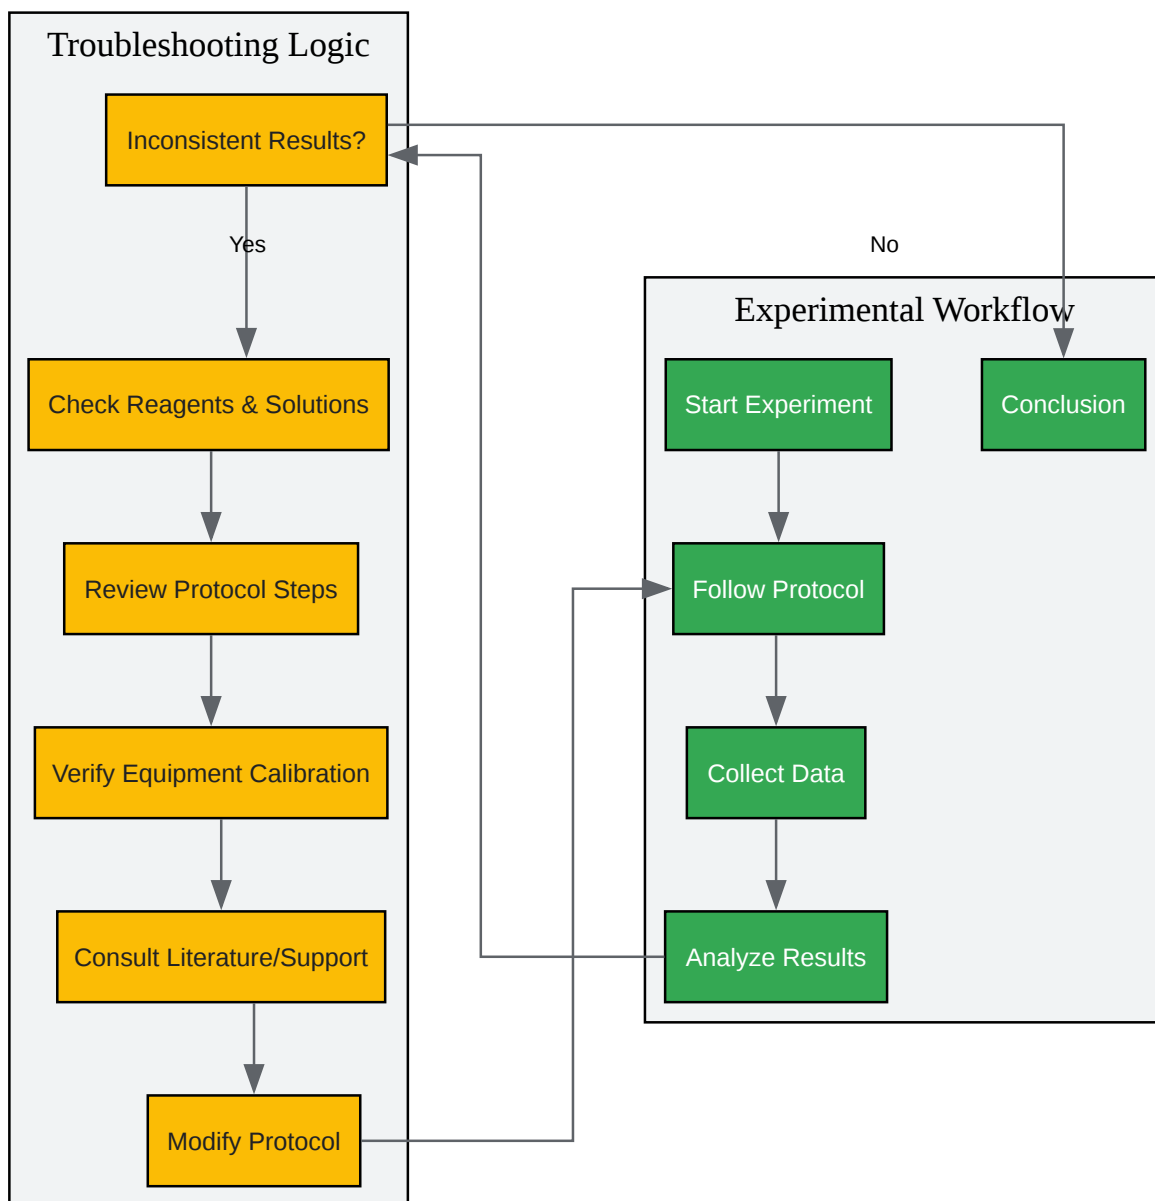 Troubleshooting Logic
Inconsistent Results?
Yes
Check Reagents & Solutions
Review Protocol Steps
Verify Equipment Calibration
Consult Literature/Support
Modify Protocol
No
Experimental Workflow
Start Experiment
Conclusion
Follow Protocol
Collect Data
Analyze Results